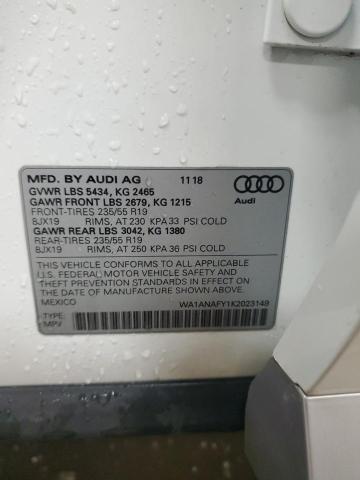 MFD. BY AUDI AG 11 18
GVWR LBS 5434, KG 2465
GAWR FRONT LBS 2679, KG 1215
FRONT-TIRES 235/55 R19
8JX19 RIMS, AT 230 KPA 33 PSI COLD
GAWR REAR LBS 3042, KG 1380
REAR-TIRES 235/55 R19
8JX19 RIMS, AT 250 KPA 36 PSI COLD
Audi
THIS VEHICLE CONFORMS TO ALL APPLICABLE
U.S. FEDERAL MOTOR VEHICLE SAFETY AND
THEFT PREVENTION STANDARDS IN EFFECT ON
DATE OF MANUFACTURE SHOWN ABOVE.
MEXICO WA1ANAFY1K2023149
TYPE:
MPV